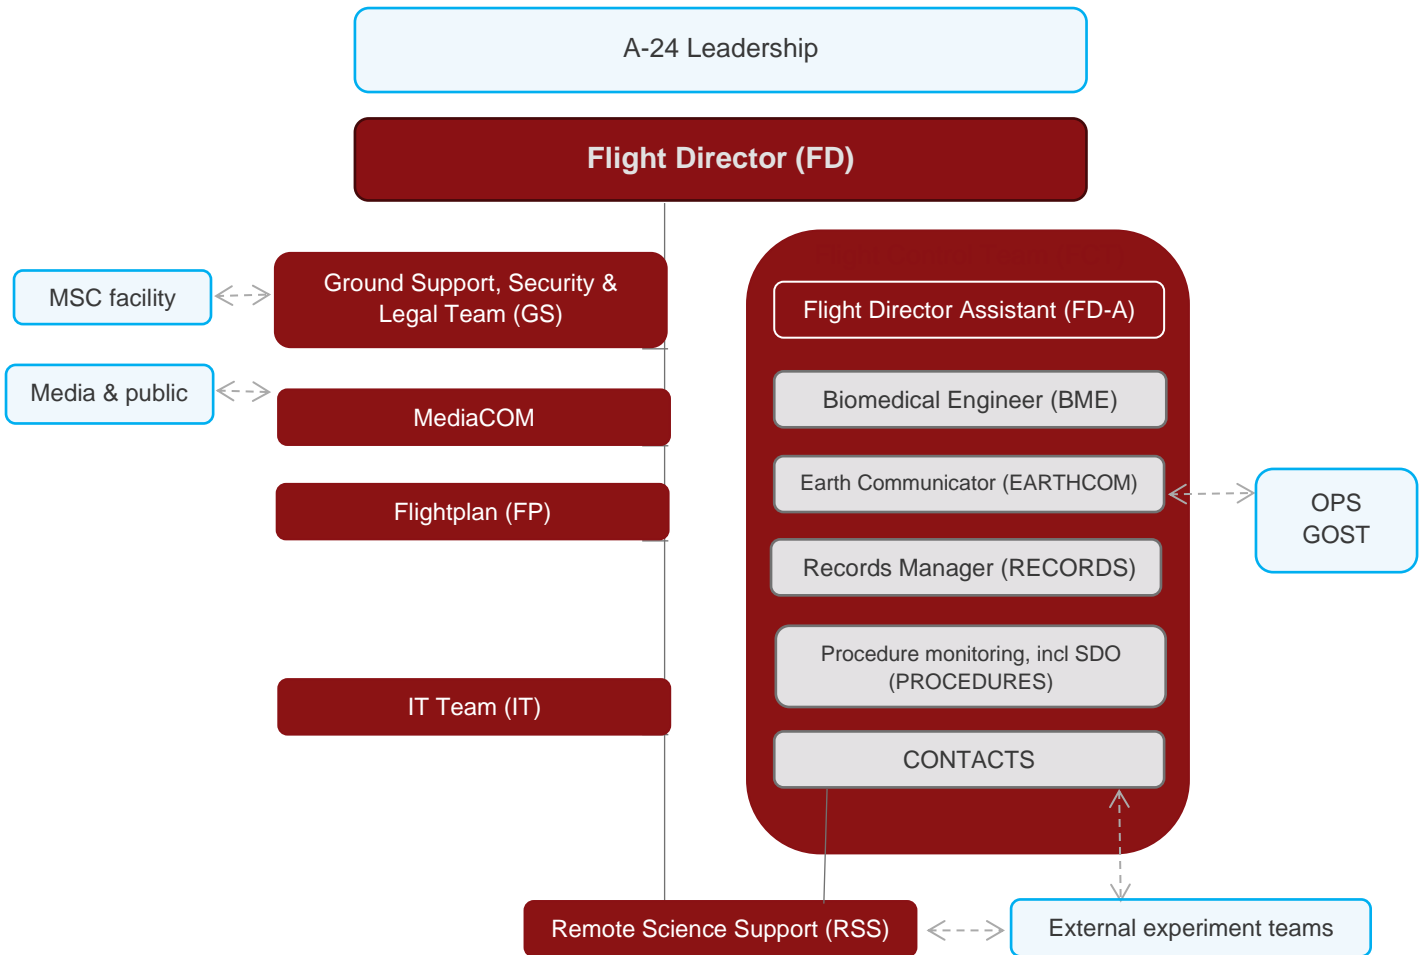 A-24 Leadership
Flight Director (FD)
Ground Support, Security &
Legal Team (GS)
MSC facility
Flight Director Assistant (FD-A)
Media & public
MediaCOM
Biomedical Engineer (BME)
Earth Communicator (EARTHCOM)
Flightplan (FP)
OPS
GOST
Records Manager (RECORDS)
Procedure monitoring, incl SDO
(PROCEDURES)
IT Team (IT)
CONTACTS
Remote Science Support (RSS)
External experiment teams